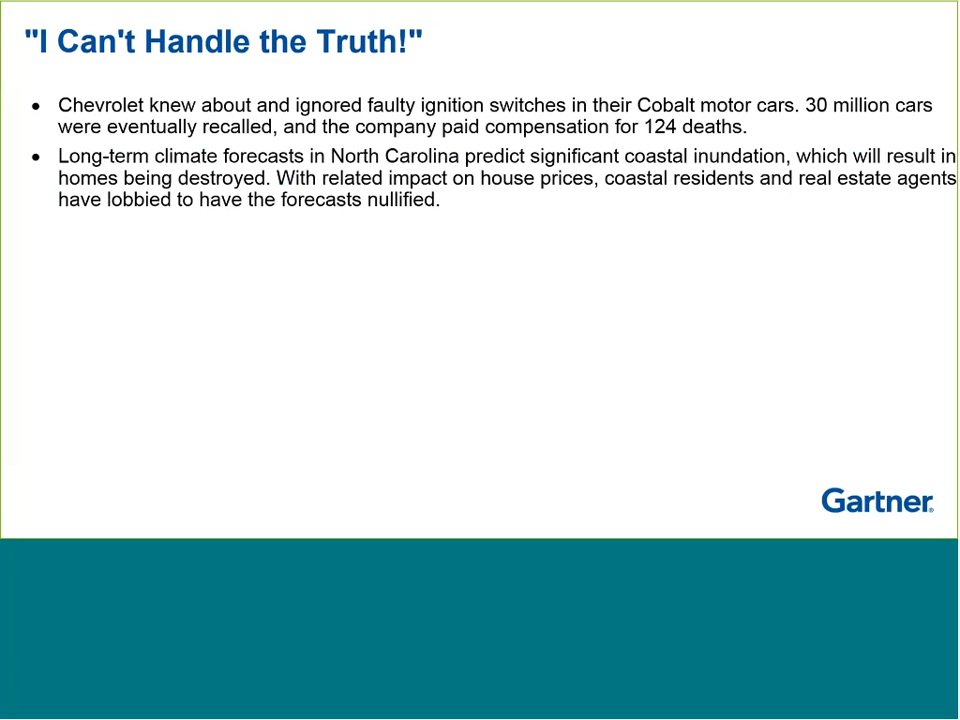 "I Can't Handle the Truth!"
• Chevrolet knew about and ignored faulty ignition switches in their Cobalt motor cars. 30 million cars
were eventually recalled, and the company paid compensation for 124 deaths.
• Long-term climate forecasts in North Carolina predict significant coastal inundation, which will result in
homes being destroyed. With related impact on house prices, coastal residents and real estate agents
have lobbied to have the forecasts nullified.
Gartner®